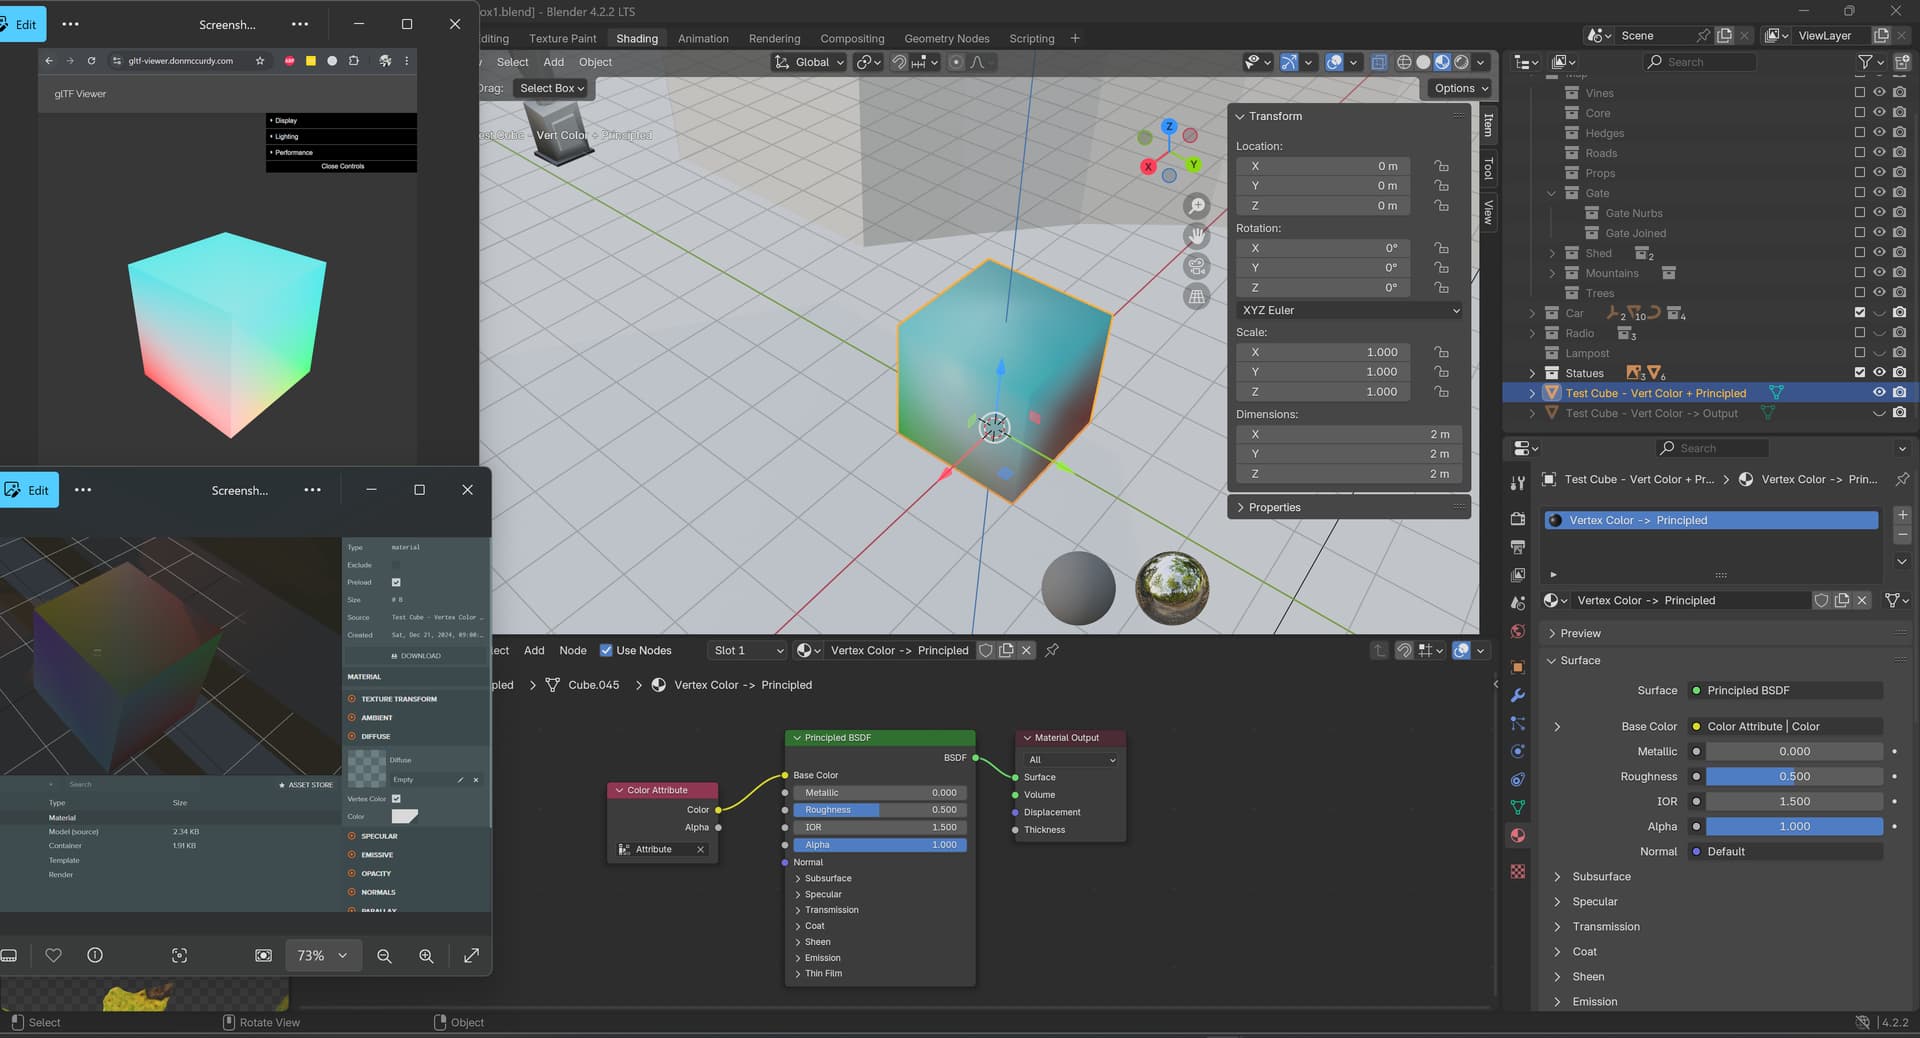 Edit
Screensh...
gltf-viewer.donmccurdy.com
glTF Viewer
Display
Lighting
Performance
Close Controls
Edit
Screensh...
Type material
Exclude
Preload
Size # 8
Source Test Cube - Vertex Color ..
Created Sat, Dec 21, 2024, 09:00:..
DOWNLOAD
MATERIAL
TEXTURE TRANSFORM
AMBIENT
DIFFUSE
Diffuse
Empty
Vertex Color
Color
SPECULAR
EMISSIVE
OPACITY
NORMALS
PARALLAX
Search
ASSET STORE
Type Size
Material
Model (source) 2.34 KB
Container 1.91 KB
Template
Render
73%
ox1.blend] - Blender 4.2.2 LTS
diting Texture Paint Shading Animation Rendering Compositing Geometry Nodes Scripting +
Scene
ViewLayer
Select Add Object
Global
Drag: Select Box
Options
est Cube - Vert Color + Principled
Z
X
Y
Transform
Location:
X 0 m
Y 0 m
Z 0 m
Rotation:
X 0°
Y 0°
Z 0°
XYZ Euler
Scale:
X 1.000
Y 1.000
Z 1.000
Dimensions:
X 2 m
Y 2 m
Z 2 m
Properties
Item
Tool
View
Search
Vines
Core
Hedges
Roads
Props
Gate
Gate Nurbs
Gate Joined
Shed 2
Mountains
Trees
Car 2 10 4
Radio 3
Lampost
Statues 3 6
Test Cube - Vert Color + Principled
Test Cube - Vert Color -> Output
Search
Test Cube - Vert Color + Pr... Vertex Color -> Prin...
Vertex Color -> Principled
Vertex Color -> Principled
Preview
Surface
Surface Principled BSDF
Base Color Color Attribute | Color
Metallic 0.000
Roughness 0.500
IOR 1.500
Alpha 1.000
Normal Default
Subsurface
Specular
Transmission
Coat
Sheen
Emission
ect Add Node Use Nodes Slot 1 Vertex Color -> Principled
pled Cube.045 Vertex Color -> Principled
Color Attribute
Color
Alpha
Attribute
Principled BSDF
BSDF
Base Color
Metallic 0.000
Roughness 0.500
IOR 1.500
Alpha 1.000
Normal
Subsurface
Specular
Transmission
Coat
Sheen
Emission
Thin Film
Material Output
All
Surface
Volume
Displacement
Thickness
Select Rotate View Object
4.2.2